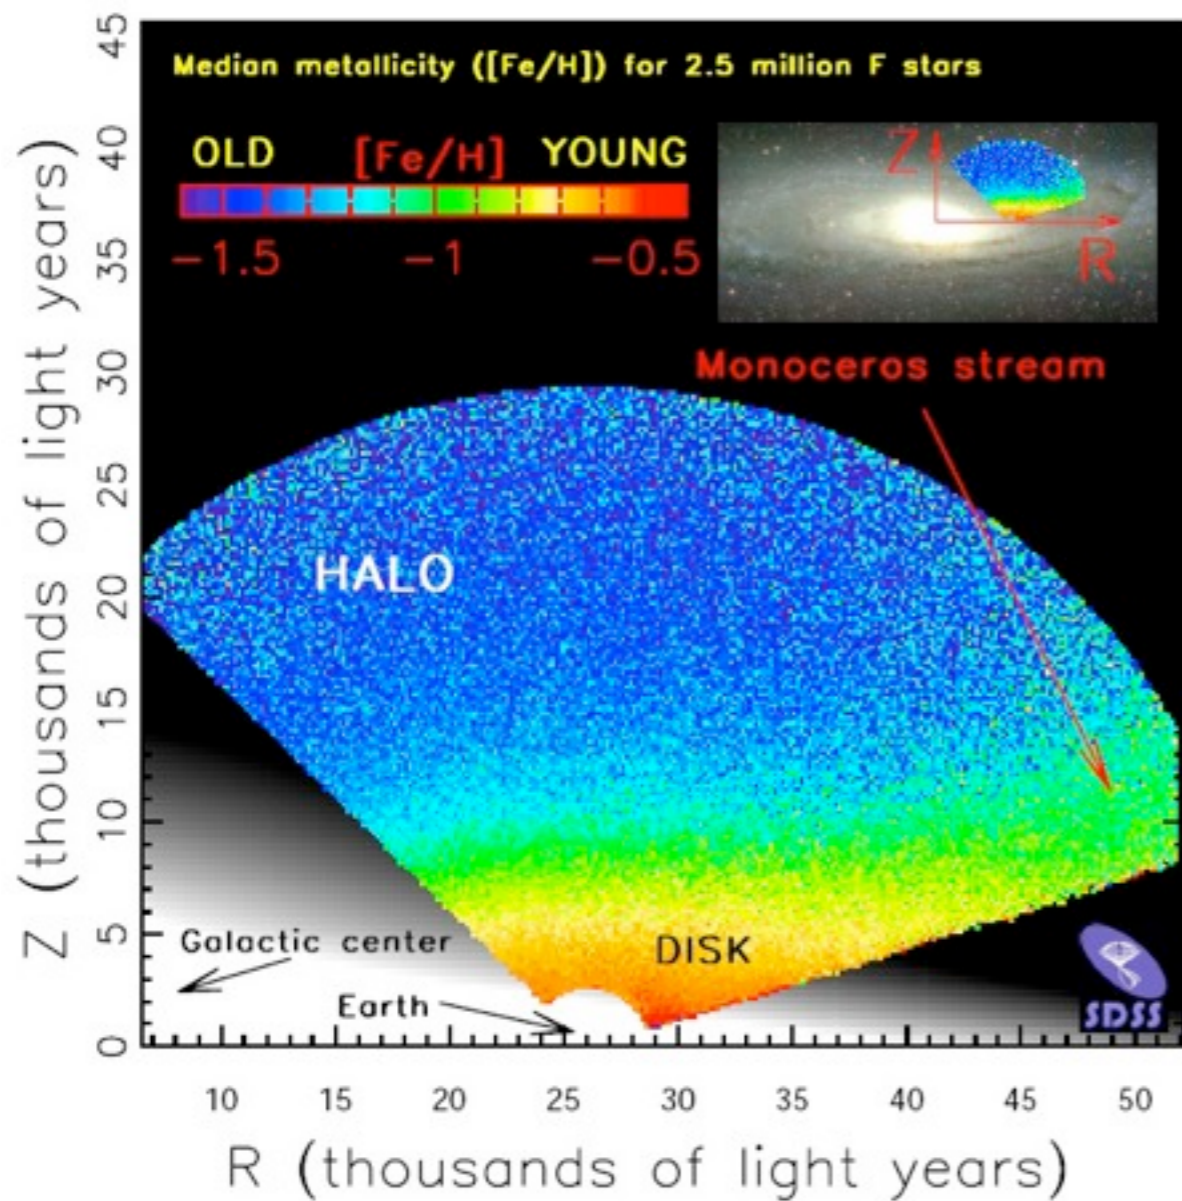 Median metallicity ([Fe/H]) for 2.5 million F stars
OLD [Fe/H] YOUNG
-1.5 -1 -0.5
Z
R
Monoceros stream
HALO
DISK
Galactic center
Earth
SDSS
45
40
35
30
25
20
15
10
5
0
Z (thousands of light years)
10 15 20 25 30 35 40 45 50
R (thousands of light years)